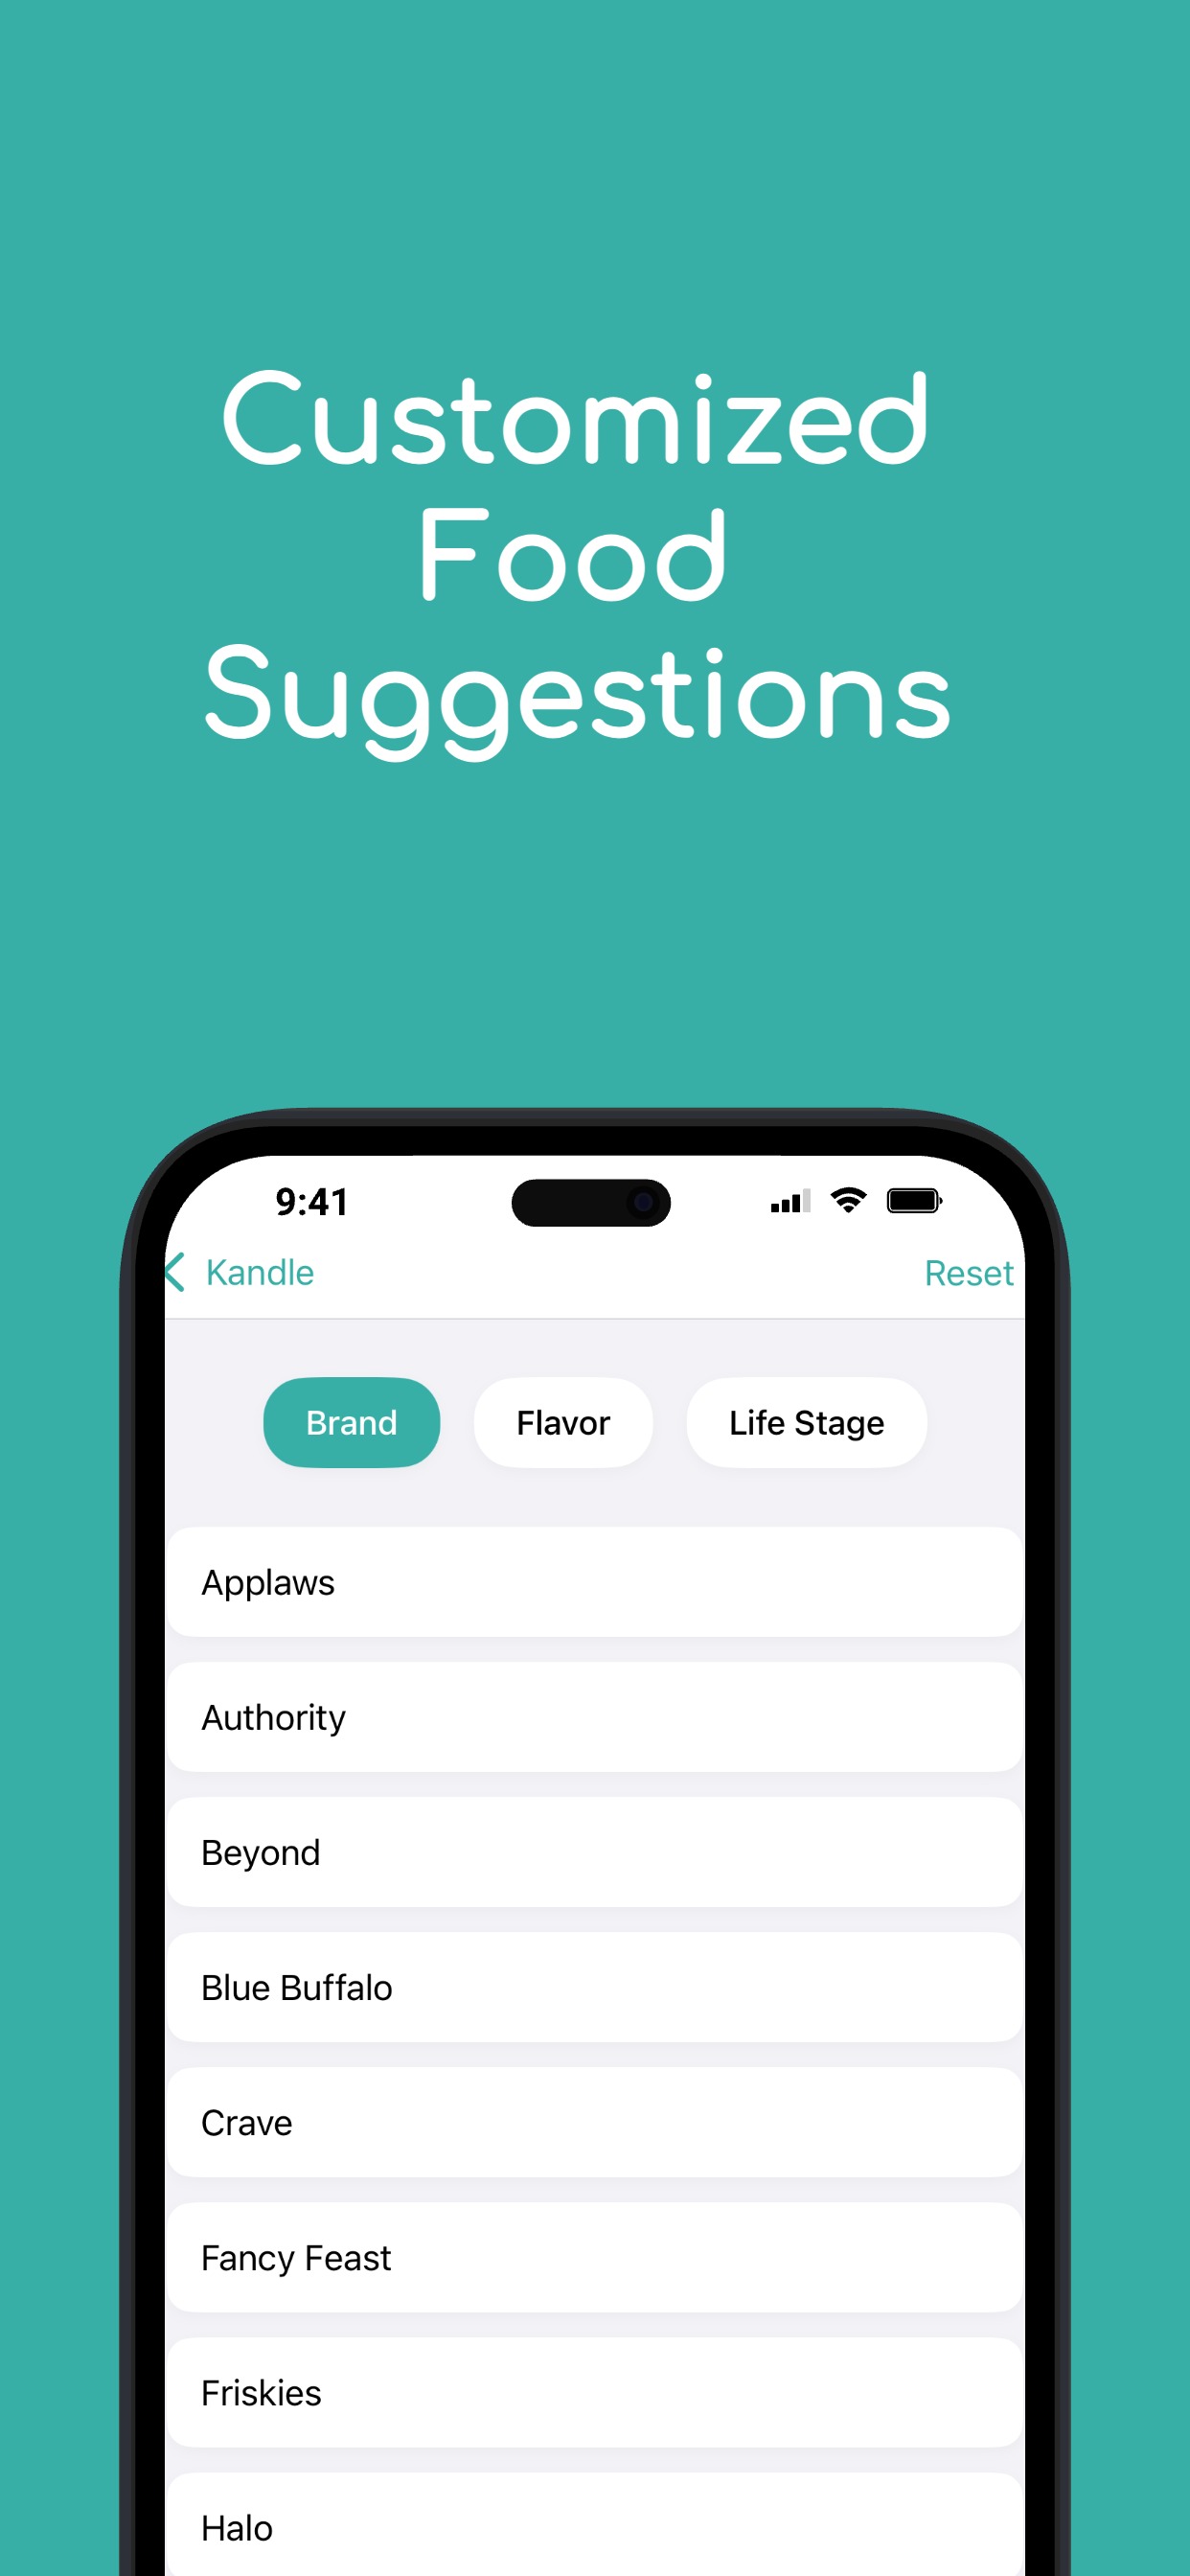 Customized
Food
Suggestions
9:41
Kandle
Reset
Brand
Flavor
Life Stage
Applaws
Authority
Beyond
Blue Buffalo
Crave
Fancy Feast
Friskies
Halo